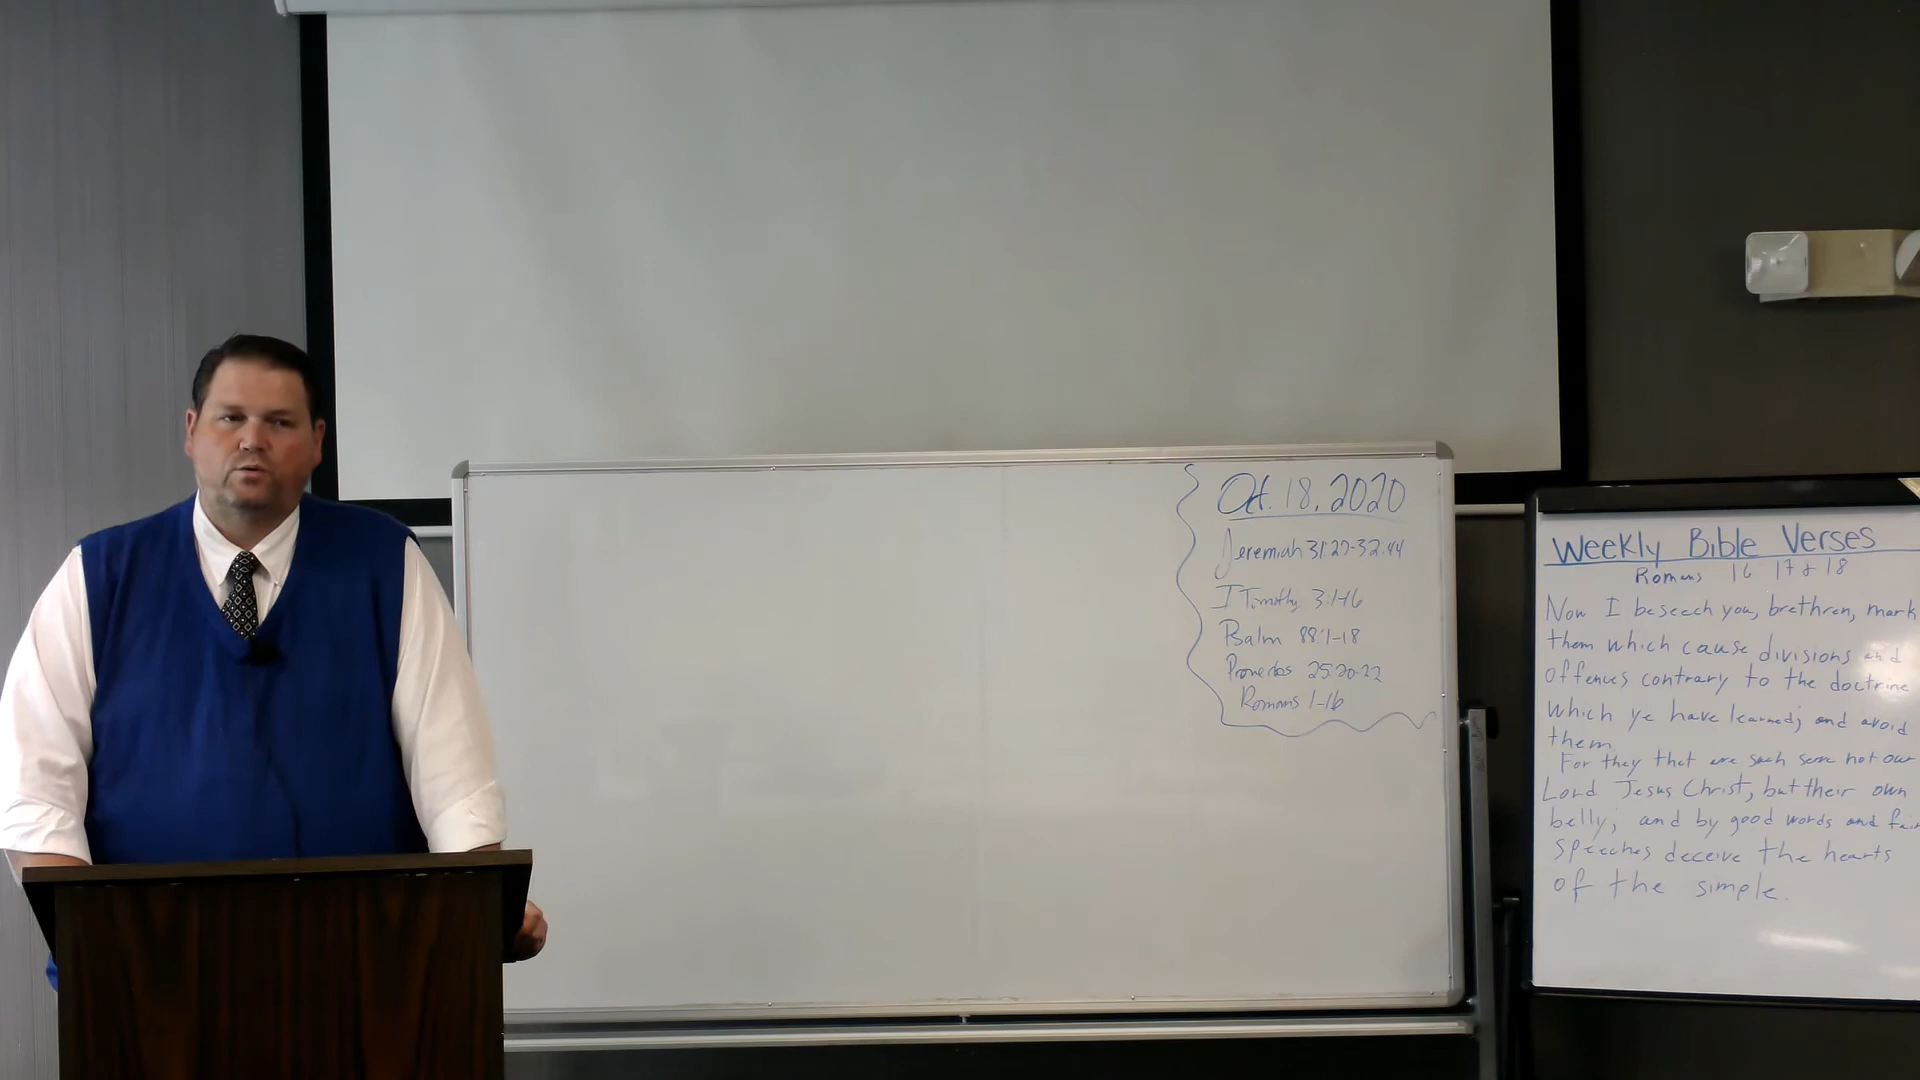 Oct. 18, 2020
Jeremiah 31:27-32:44
I Timothy 3:1-16
Psalm 88:1-18
Proverbs 25:20-22
Romans 1-16
Weekly Bible Verses
Romans 16 17 & 18
Now I beseech you, brethren, mark
them which cause divisions and
offences contrary to the doctrine
which ye have learned; and avoid
them.
For they that are such serve not our
Lord Jesus Christ, but their own
belly; and by good words and fair
speeches deceive the hearts
of the simple.